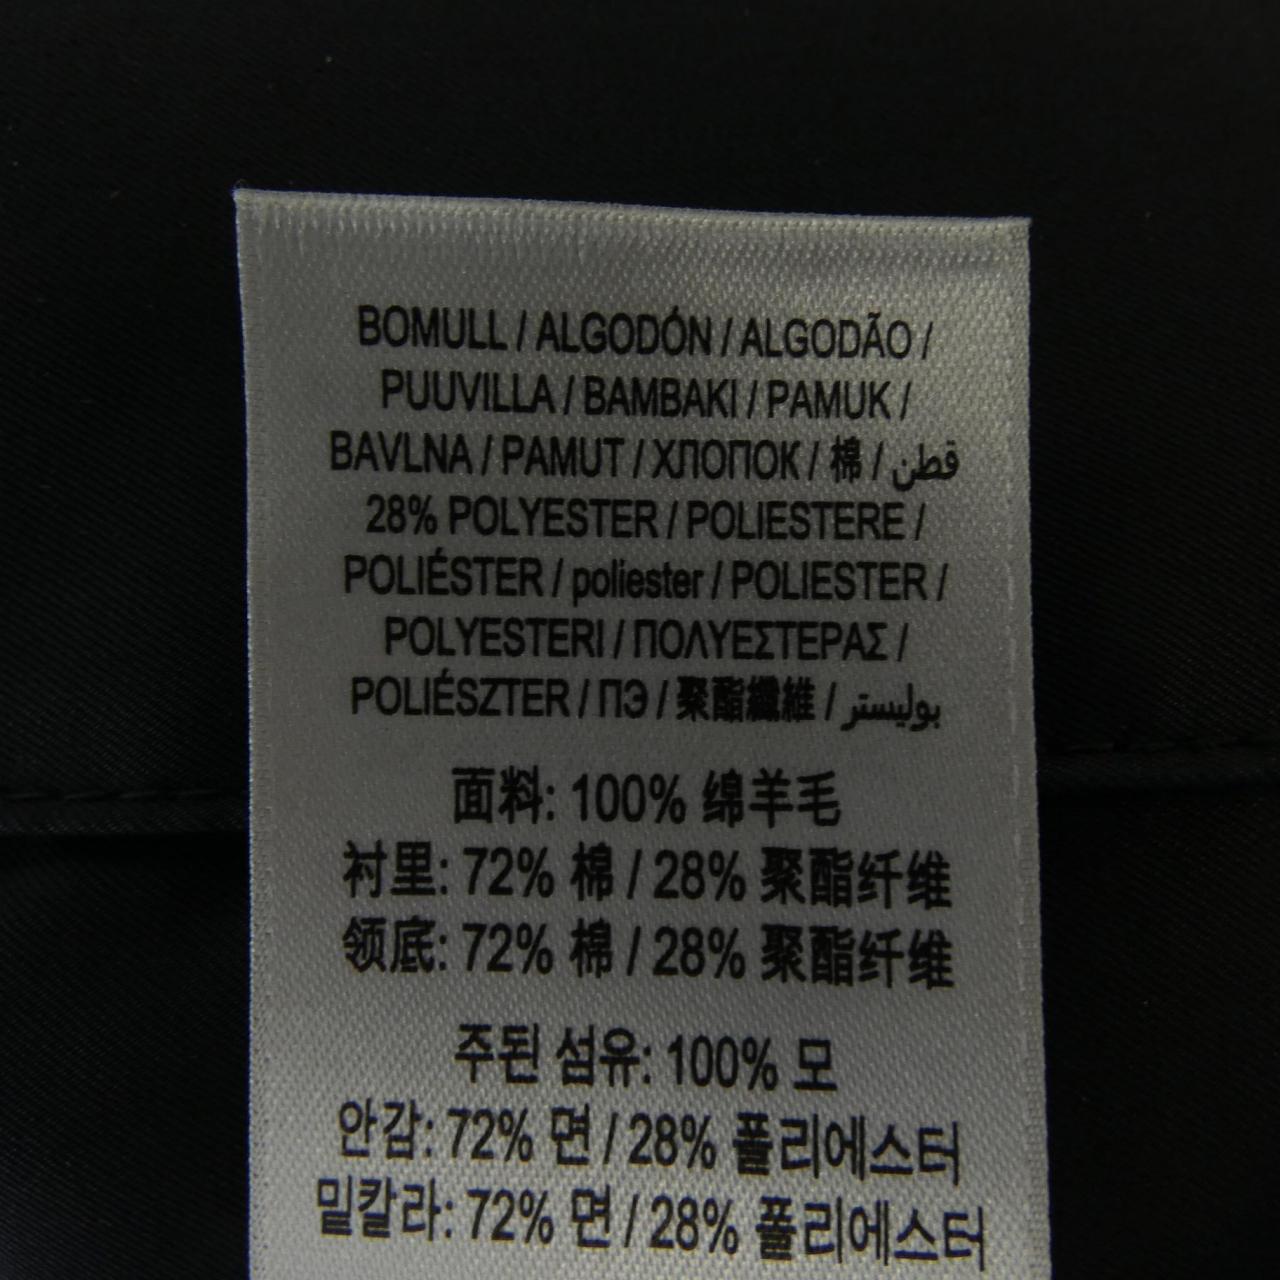 BOMULL / ALGODÓN / ALGODÃO /
PUUVILLA / BAMBAKI / PAMUK /
BAVLNA / PAMUT / ХЛОПОК / 棉 / قطن
28% POLYESTER / POLIESTERE /
POLIÉSTER / poliester / POLIESTER /
POLYESTERI / ΠΟΛΥΕΣΤΕΡΑΣ /
POLIÉSZTER / ПЭ / 聚酯纖維 / بوليستر
面料: 100% 绵羊毛
衬里: 72% 棉 / 28% 聚酯纤维
领底: 72% 棉 / 28% 聚酯纤维
주된 섬유: 100% 모
안감: 72% 면 / 28% 폴리에스터
밑칼라: 72% 면 / 28% 폴리에스터